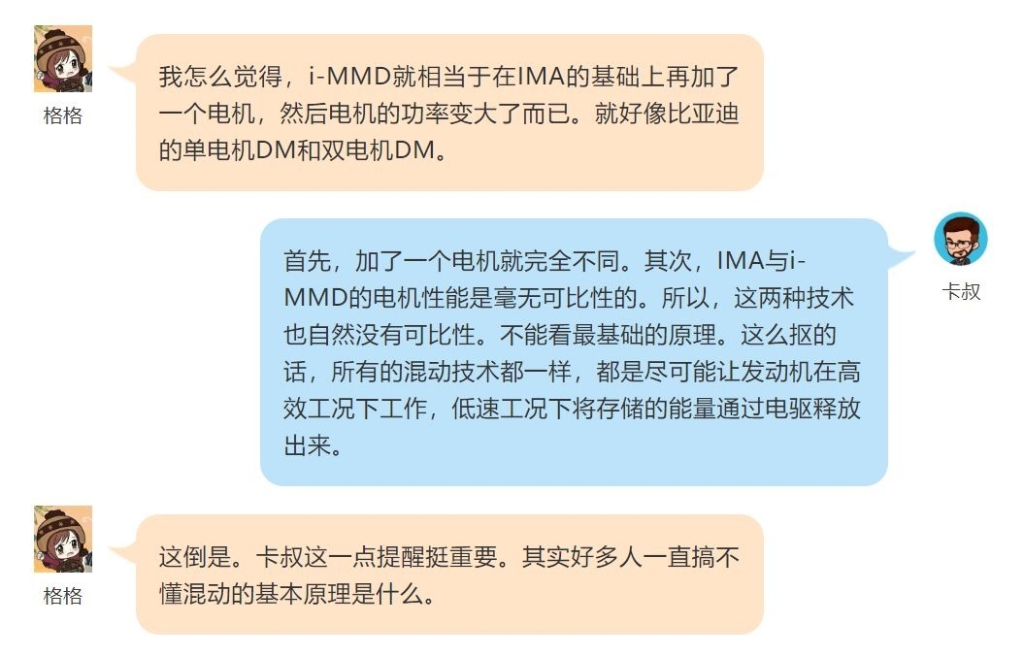 我怎么觉得，i-MMD就相当于在IMA的基础上再加了
一个电机，然后电机的功率变大了而已。就好像比亚迪
的单电机DM和双电机DM。
格格
首先，加了一个电机就完全不同。其次，IMA与i-
MMD的电机性能是毫无可比性的。所以，这两种技术
也自然没有可比性。不能看最基础的原理。这么抠的
话，所有的混动技术都一样，都是尽可能让发动机在高
效工况下工作，低速工况下将存储的能量通过电驱释放
出来。
卡叔
这倒是。卡叔这一点提醒挺重要。其实好多人一直搞不
懂混动的基本原理是什么。
格格